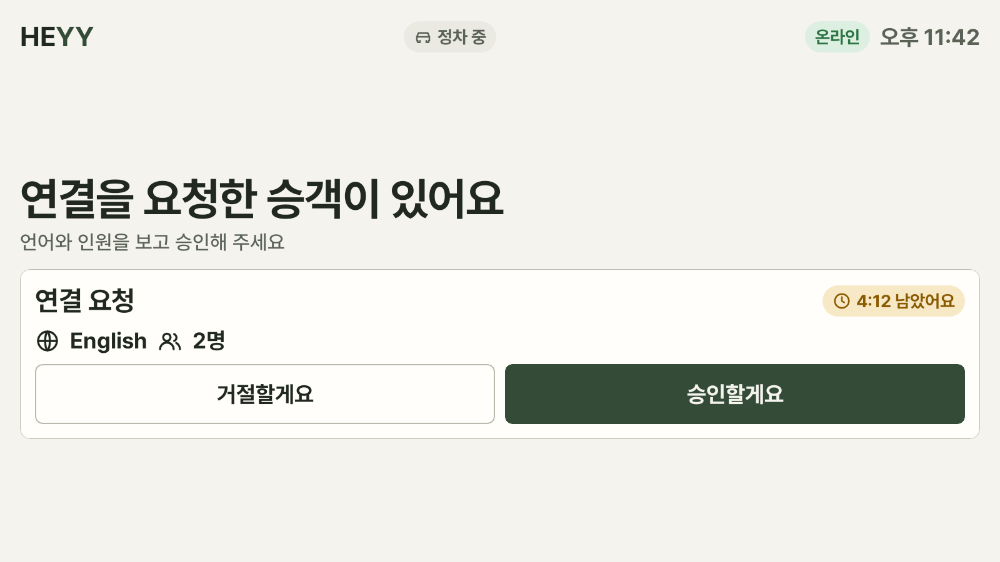 HEYY
정차 중
온라인
오후 11:42
연결을 요청한 승객이 있어요
언어와 인원을 보고 승인해 주세요
연결 요청
4:12 남았어요
English
2명
거절할게요
승인할게요